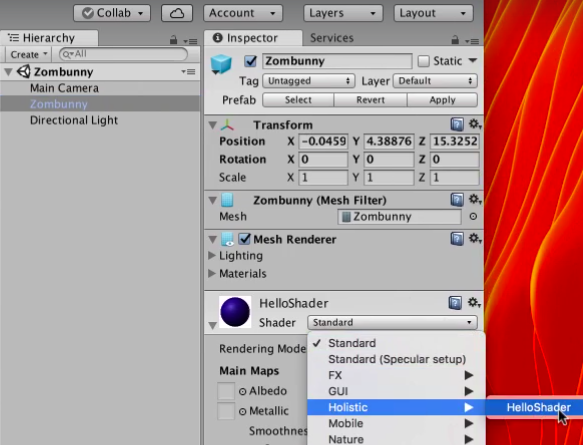 Collab Account Layers Layout
Hierarchy
Create All
Zombunny
Main Camera
Zombunny
Directional Light
Inspector Services
Zombunny Static
Tag Untagged Layer Default
Prefab Select Revert Apply
Transform
Position X -0.0459 Y 4.38876 Z 15.3252
Rotation X 0 Y 0 Z 0
Scale X 1 Y 1 Z 1
Zombunny (Mesh Filter)
Mesh Zombunny
Mesh Renderer
Lighting
Materials
HelloShader
Shader Standard
Rendering Mode
Main Maps
Albedo
Metallic
Smoothnes
Standard
Standard (Specular setup)
FX
GUI
Holistic HelloShader
Mobile
Nature